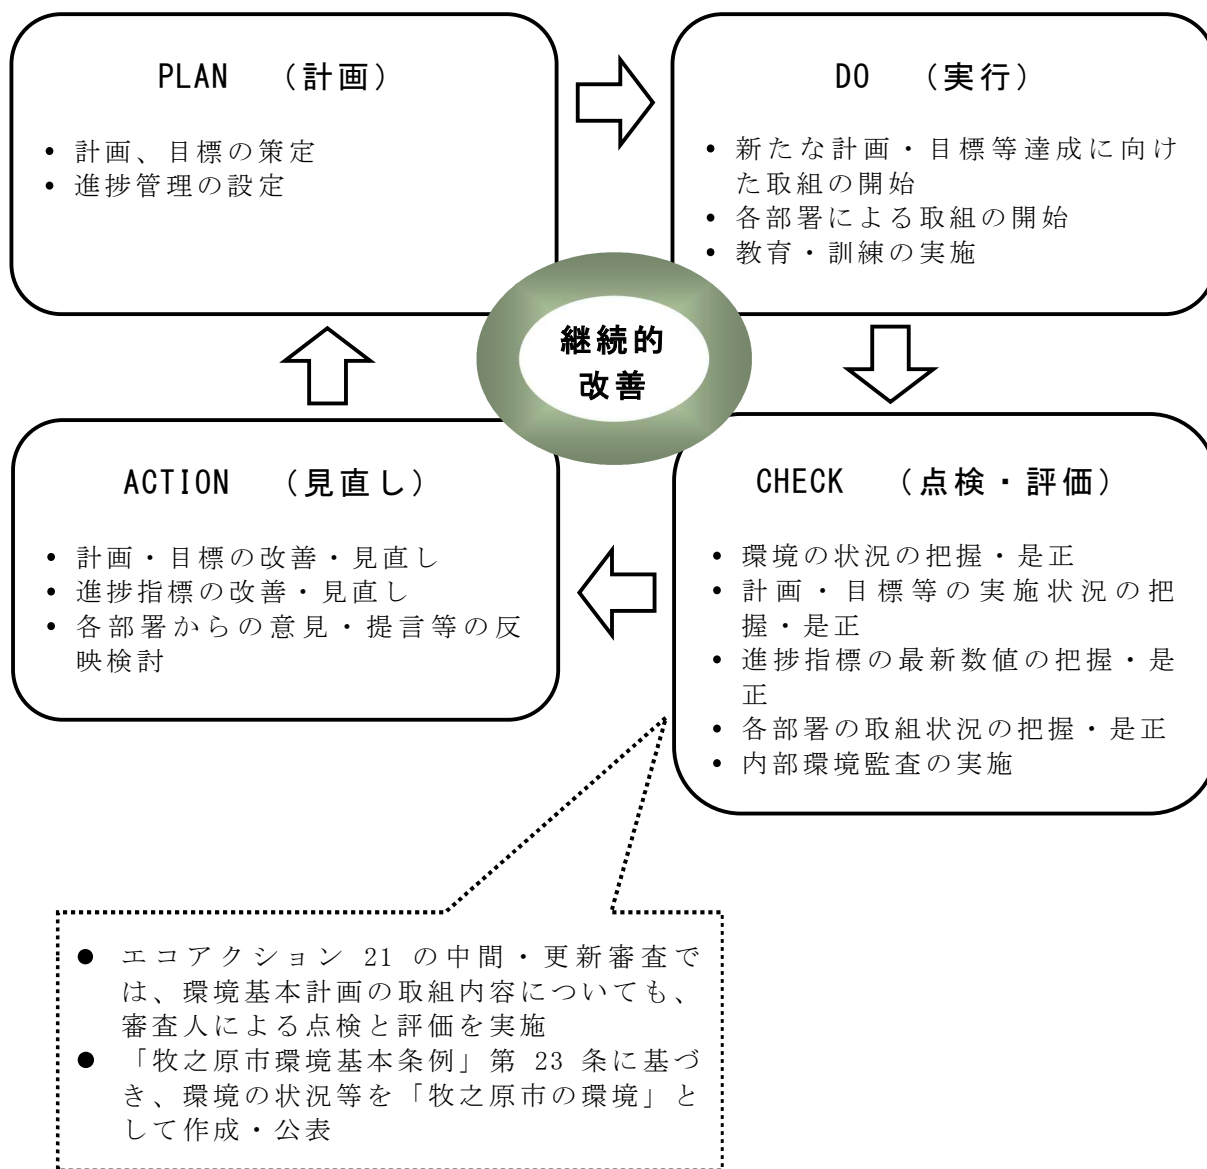 PLAN （計画）
• 計画、目標の策定
• 進捗管理の設定
DO （実行）
• 新たな計画・目標等達成に向け
た取組の開始
• 各部署による取組の開始
• 教育・訓練の実施
継続的
改善
ACTION （見直し）
• 計画・目標の改善・見直し
• 進捗指標の改善・見直し
• 各部署からの意見・提言等の反
映検討
CHECK （点検・評価）
• 環境の状況の把握・是正
• 計画・目標等の実施状況の把
握・是正
• 進捗指標の最新数値の把握・是
正
• 各部署の取組状況の把握・是正
• 内部環境監査の実施
● エコアクション 21 の中間・更新審査で
は、環境基本計画の取組内容についても、
審査人による点検と評価を実施
● 「牧之原市環境基本条例」第 23 条に基づ
き、環境の状況等を「牧之原市の環境」と
して作成・公表